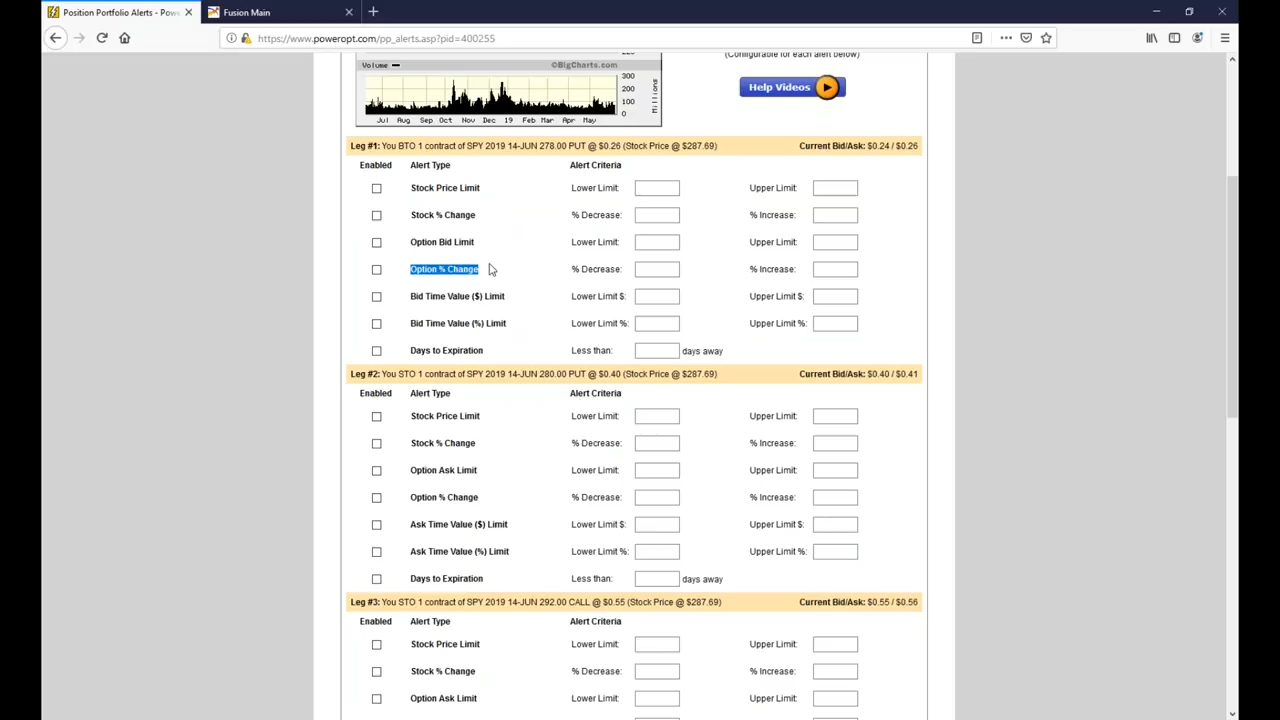 Position Portfolio Alerts - Pow
Fusion Main
https://www.poweropt.com/pp_alerts.asp?pid=400255
(Configurable for each alert below)
Volume
©BigCharts.com
300
200
100
0
Millions
Jul Aug Sep Oct Nov Dec 19 Feb Mar Apr May
Help Videos
Leg #1: You BTO 1 contract of SPY 2019 14-JUN 278.00 PUT @ $0.26 (Stock Price @ $287.69) Current Bid/Ask: $0.24 / $0.26
Enabled Alert Type Alert Criteria
Stock Price Limit Lower Limit: Upper Limit:
Stock % Change % Decrease: % Increase:
Option Bid Limit Lower Limit: Upper Limit:
Option % Change % Decrease: % Increase:
Bid Time Value ($) Limit Lower Limit $: Upper Limit $:
Bid Time Value (%) Limit Lower Limit %: Upper Limit %:
Days to Expiration Less than: days away
Leg #2: You STO 1 contract of SPY 2019 14-JUN 280.00 PUT @ $0.40 (Stock Price @ $287.69) Current Bid/Ask: $0.40 / $0.41
Enabled Alert Type Alert Criteria
Stock Price Limit Lower Limit: Upper Limit:
Stock % Change % Decrease: % Increase:
Option Ask Limit Lower Limit: Upper Limit:
Option % Change % Decrease: % Increase:
Ask Time Value ($) Limit Lower Limit $: Upper Limit $:
Ask Time Value (%) Limit Lower Limit %: Upper Limit %:
Days to Expiration Less than: days away
Leg #3: You STO 1 contract of SPY 2019 14-JUN 292.00 CALL @ $0.55 (Stock Price @ $287.69) Current Bid/Ask: $0.55 / $0.56
Enabled Alert Type Alert Criteria
Stock Price Limit Lower Limit: Upper Limit:
Stock % Change % Decrease: % Increase:
Option Ask Limit Lower Limit: Upper Limit: